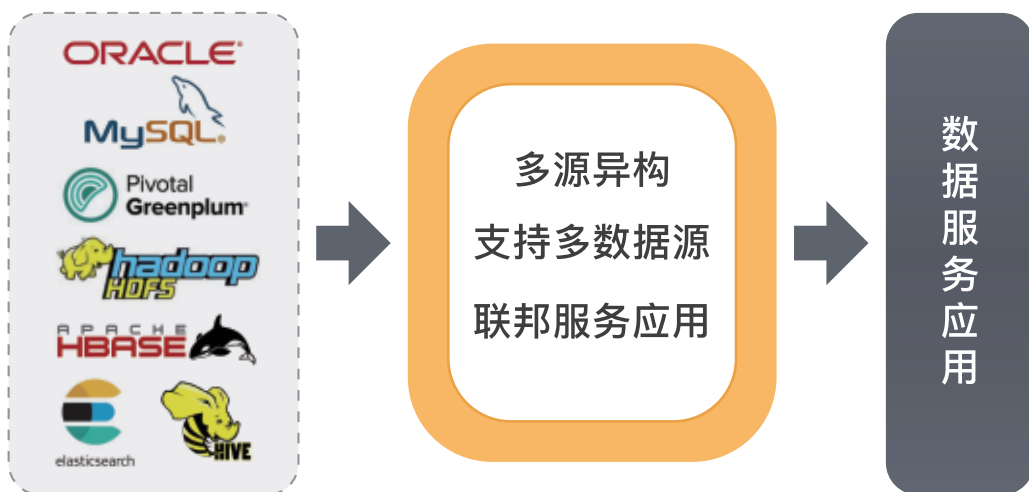 ORACLE®
MySQL®
Pivotal
Greenplum®
hadoop
HDFS
APACHE
HBASE
elasticsearch
HIVE
多源异构
支持多数据源
联邦服务应用
数据服务应用